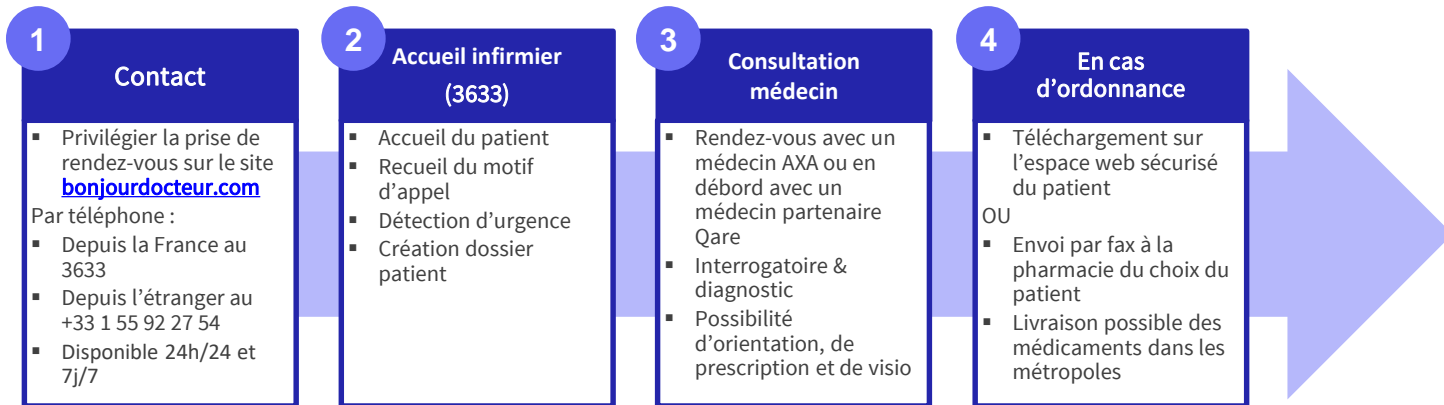 1
Contact
▪ Privilégier la prise de
rendez-vous sur le site
bonjourdocteur.com
Par téléphone :
▪ Depuis la France au
3633
▪ Depuis l'étranger au
+33 1 55 92 27 54
▪ Disponible 24h/24 et
7j/7
2
Accueil infirmier
(3633)
▪ Accueil du patient
▪ Recueil du motif
d'appel
▪ Détection d'urgence
▪ Création dossier
patient
3
Consultation
médecin
▪ Rendez-vous avec un
médecin AXA ou en
débord avec un
médecin partenaire
Qare
▪ Interrogatoire &
diagnostic
▪ Possibilité
d'orientation, de
prescription et de visio
4
En cas
d'ordonnance
▪ Téléchargement sur
l'espace web sécurisé
du patient
OU
▪ Envoi par fax à la
pharmacie du choix du
patient
▪ Livraison possible des
médicaments dans les
métropoles